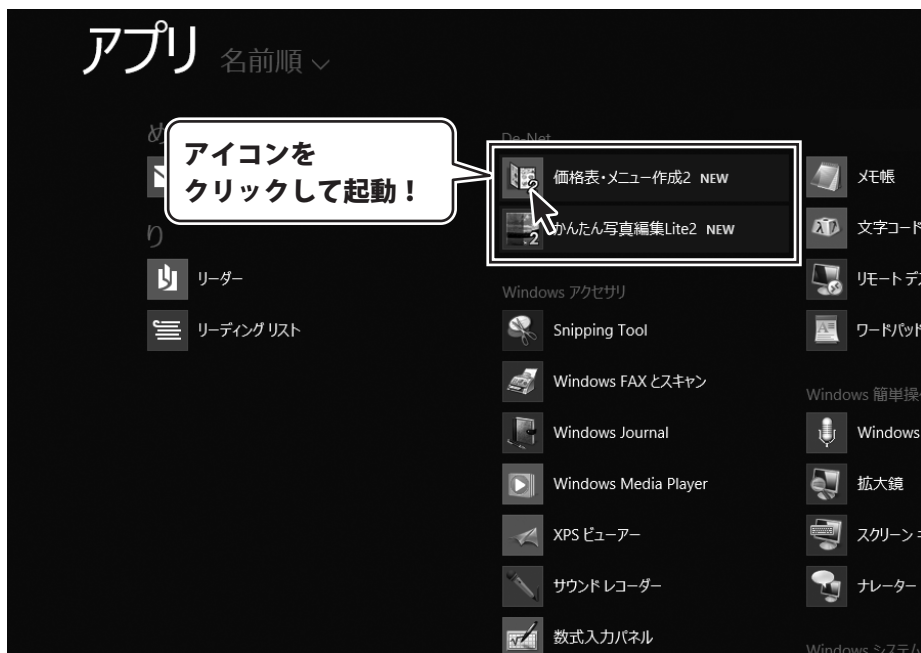 アプリ 名前順
め
アイコンを
クリックして起動！
り
リーダー
リーディング リスト
De-Net
価格表・メニュー作成2 NEW
かんたん写真編集Lite2 NEW
Windows アクセサリ
Snipping Tool
Windows FAX とスキャン
Windows Journal
Windows Media Player
XPS ビューアー
サウンド レコーダー
数式入力パネル
メモ帳
文字コード
リモート デス
ワードパッド
Windows 簡単操
Windows
拡大鏡
スクリーン
ナレーター
Windows システム